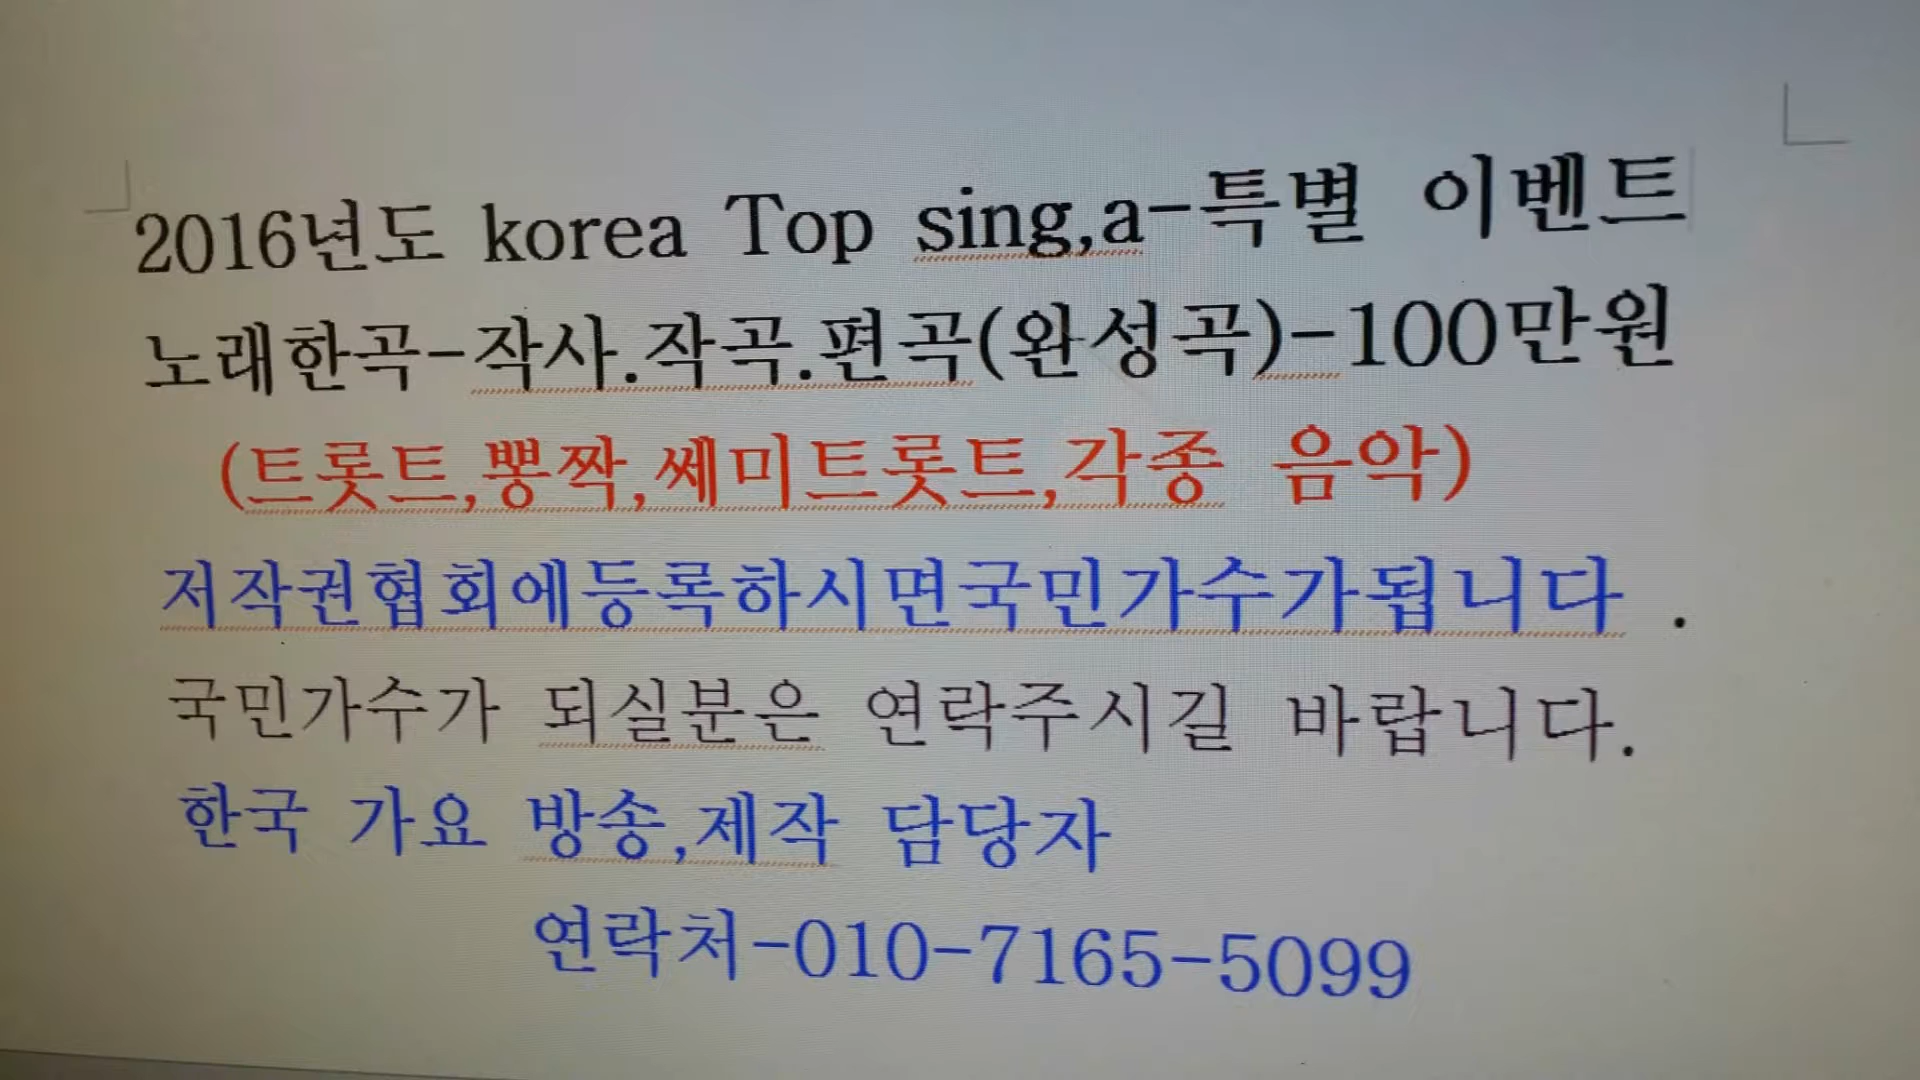 2016년도 korea Top sing,a-특별 이벤트
노래한곡-작사.작곡.편곡(완성곡)-100만원
(트롯트,뽕짝,쎄미트롯트,각종 음악)
저작권협회에등록하시면국민가수가됩니다 .
국민가수가 되실분은 연락주시길 바랍니다.
한국 가요 방송,제작 담당자
연락처-010-7165-5099